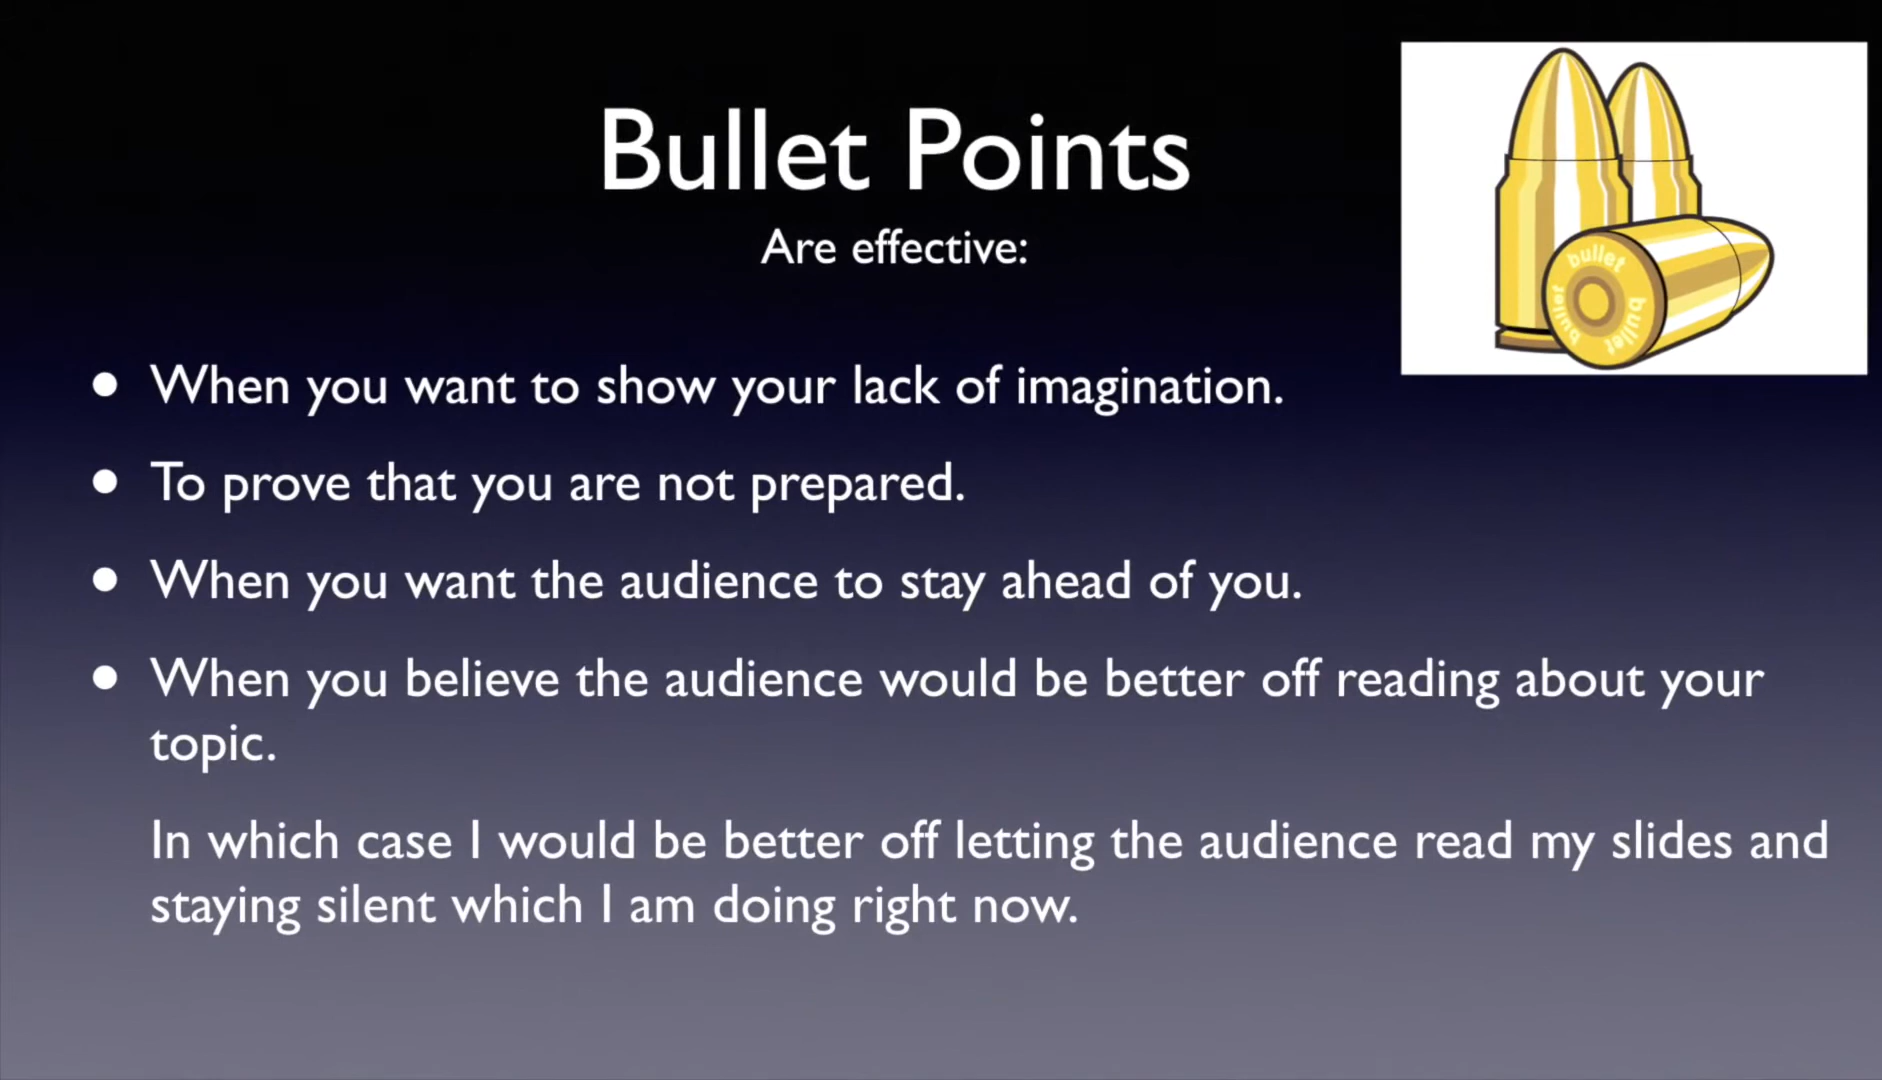 Bullet Points
Are effective:
bullet
bullet
bullet
bullet
• When you want to show your lack of imagination.
• To prove that you are not prepared.
• When you want the audience to stay ahead of you.
• When you believe the audience would be better off reading about your
topic.
In which case I would be better off letting the audience read my slides and
staying silent which I am doing right now.